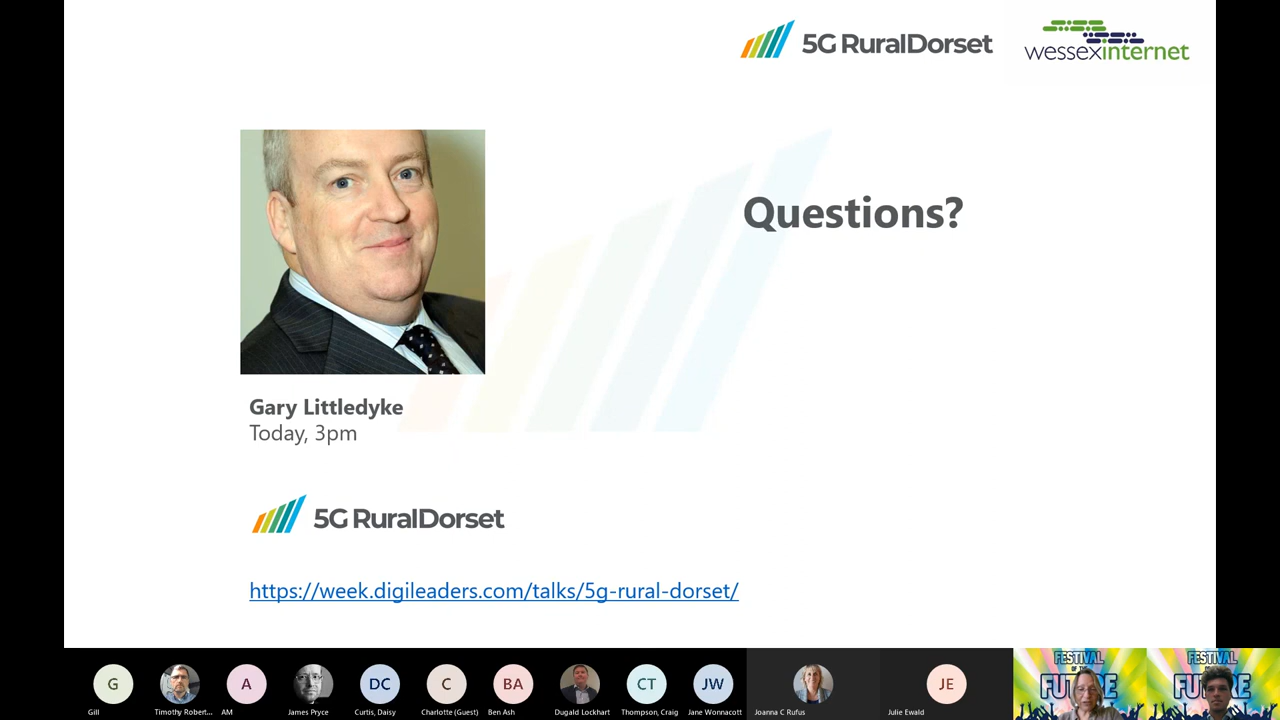 5G RuralDorset
wessexinternet
Questions?
Gary Littledyke
Today, 3pm
5G RuralDorset
https://week.digileaders.com/talks/5g-rural-dorset/
G
A
DC
C
BA
CT
JW
JE
FESTIVAL
OF THE
FUTURE
FESTIVAL
FUTURE
Gill
Timothy Robert...
AM
James Pryce
Curtis, Daisy
Charlotte (Guest)
Ben Ash
Dugald Lockhart
Thompson, Craig
Jane Wonnacott
Joanna C Rufus
Julie Ewald